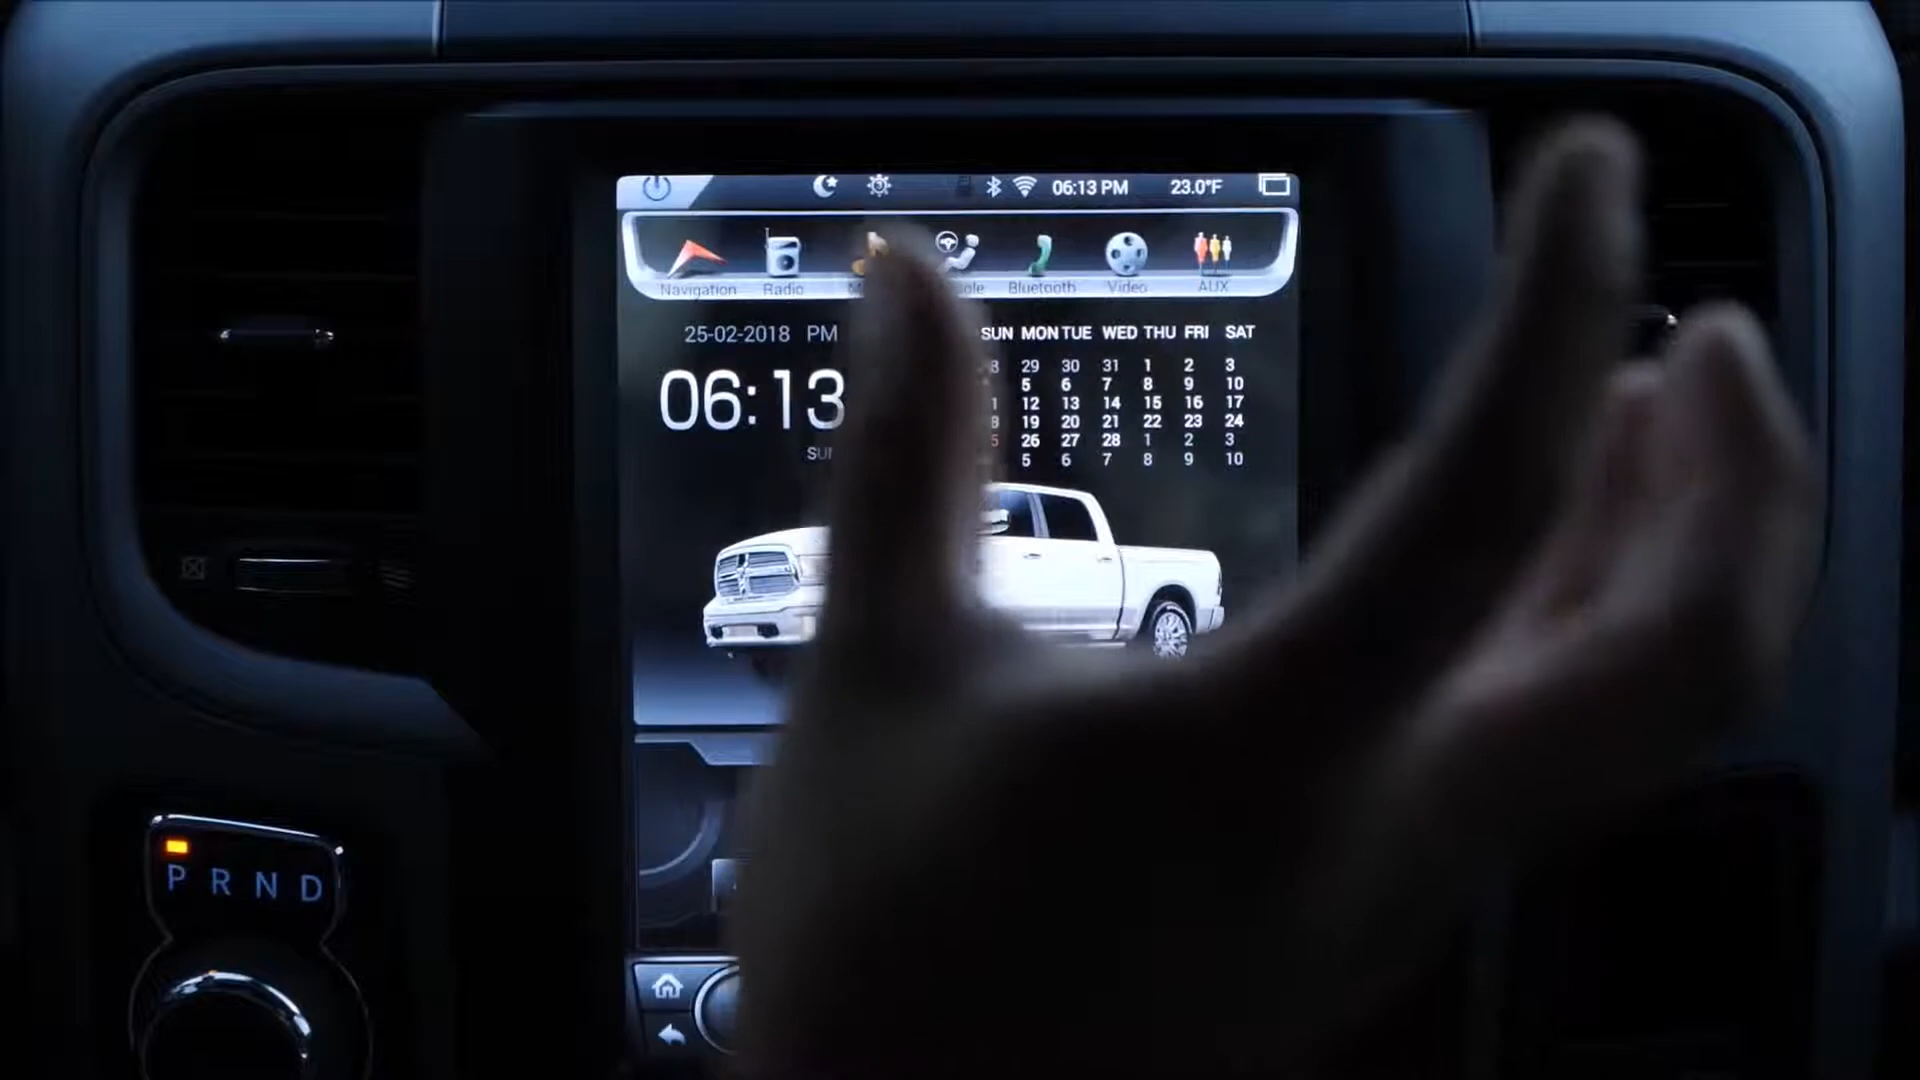 06:13 PM 23.0°F
Navigation Radio Bluetooth Video AUX
25-02-2018 PM
06:13
SUN MON TUE WED THU FRI SAT
29 30 31 1 2 3
5 6 7 8 9 10
12 13 14 15 16 17
19 20 21 22 23 24
26 27 28 1 2 3
5 6 7 8 9 10
P R N D